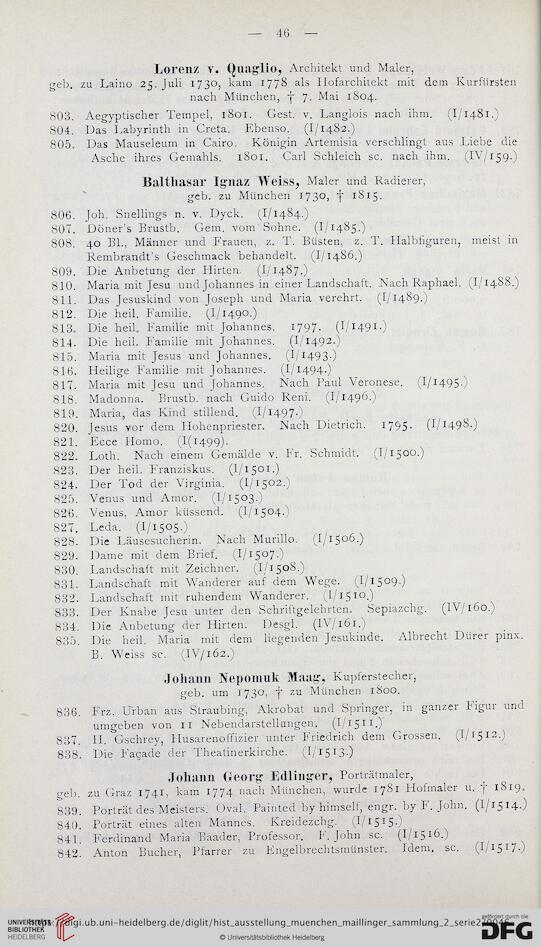 — 46 —
Lorenz v. Quaglio, Architekt und Maler,
geb. zu Laino 25. Juli 1730, kam 1778 als Hofarchitekt mit dem Kurfürsten
nach München, † 7. Mai 1804.
803. Aegyptischer Tempel, 1801. Gest. v. Langlois nach ihm. (I/1481.)
804. Das Labyrinth in Creta. Ebenso. (I/1482.)
805. Das Mauseleum in Cairo. Königin Artemisia verschlingt aus Liebe die
Asche ihres Gemahls. 1801. Carl Schleich sc. nach ihm. (IV/159.)
Balthasar Ignaz Weiss, Maler und Radierer,
geb. zu München 1730, † 1815.
806. Joh. Snellings n. v. Dyck. (I/1484.)
807. Döner's Brustb. Gem. vom Sohne. (I/1485.)
808. 40 Bl., Männer und Frauen, z. T. Büsten, z. T. Halbfiguren, meist in
Rembrandt's Geschmack behandelt. (I/1486.)
809. Die Anbetung der Hirten. (I/1487.)
810. Maria mit Jesu und Johannes in einer Landschaft. Nach Raphael. (I/1488.)
811. Das Jesuskind von Joseph und Maria verehrt. (I/1489.)
812. Die heil. Familie. (I/1490.)
813. Die heil. Familie mit Johannes. 1797. (I/1491.)
814. Die heil. Familie mit Johannes. (I/1492.)
815. Maria mit Jesus und Johannes. (I/1493.)
816. Heilige Familie mit Johannes. (I/1494.)
817. Maria mit Jesu und Johannes. Nach Paul Veronese. (I/1495.)
818. Madonna. Brustb. nach Guido Reni. (I/1496.)
819. Maria, das Kind stillend. (I/1497.)
820. Jesus vor dem Hohenpriester. Nach Dietrich. 1795. (I/1498.)
821. Ecce Homo. (I(1499).
822. Loth. Nach einem Gemälde v. Fr. Schmidt. (I/1500.)
823. Der heil. Franziskus. (I/1501.)
824. Der Tod der Virginia. (I/1502.)
825. Venus und Amor. (I/1503.)
826. Venus, Amor küssend. (I/1504.)
827. Leda. (I/1505.)
828. Die Läusesucherin. Nach Murillo. (I/1506.)
829. Dame mit dem Brief. (I/1507.)
830. Landschaft mit Zeichner. (I/1508.)
831. Landschaft mit Wanderer auf dem Wege. (I/1509.)
832. Landschaft mit ruhendem Wanderer. (I/1510.)
833. Der Knabe Jesu unter den Schriftgelehrten. Sepiazchg. (IV/160.)
834. Die Anbetung der Hirten. Desgl. (IV/161.)
835. Die heil. Maria mit dem liegenden Jesukinde. Albrecht Dürer pinx.
B. Weiss sc. (IV/162.)
Johann Nepomuk Maag, Kupferstecher,
geb. um 1730, † zu München 1800.
836. Frz. Urban aus Straubing, Akrobat und Springer, in ganzer Figur und
umgeben von 11 Nebendarstellungen. (I/1511.)
837. H. Gschrey, Husarenoffizier unter Friedrich dem Grossen. (I/1512.)
838. Die Façade der Theatinerkirche. (I/1513.)
Johann Georg Edlinger, Porträtmaler,
geb. zu Graz 1741, kam 1774 nach München, wurde 1781 Hofmaler u. † 1819.
839. Porträt des Meisters. Oval. Painted by himself, engr. by F. John. (I/1514.)
840. Porträt eines alten Mannes. Kreidezchg. (I/1515.)
841. Ferdinand Maria Baader, Professor. F. John sc. (I/1516.)
842. Anton Bucher, Pfarrer zu Engelbrechtsmünster. Idem. sc. (I/1517.)
UNIVERSITÄTS-
BIBLIOTHEK
HEIDELBERG
digi.ub.uni-heidelberg.de/diglit/hist_ausstellung_muenchen_maillinger_sammlung_2_serie2/0046
© Universitätsbibliothek Heidelberg
gefördert durch die
DFG